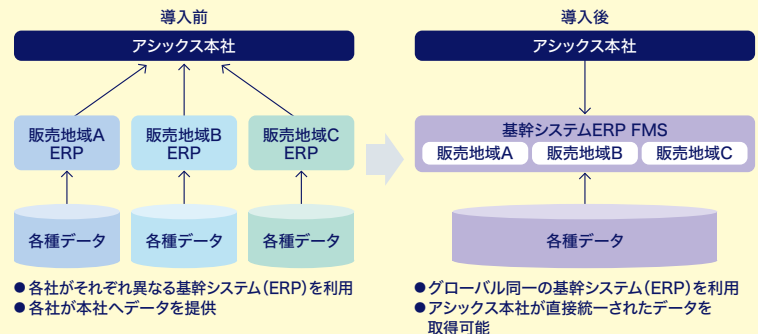 導入前
アシックス本社
販売地域A
ERP
販売地域B
ERP
販売地域C
ERP
各種データ
各種データ
各種データ
●各社がそれぞれ異なる基幹システム(ERP)を利用
●各社が本社へデータを提供
導入後
アシックス本社
基幹システムERP FMS
販売地域A
販売地域B
販売地域C
各種データ
●グローバル同一の基幹システム(ERP)を利用
●アシックス本社が直接統一されたデータを
取得可能